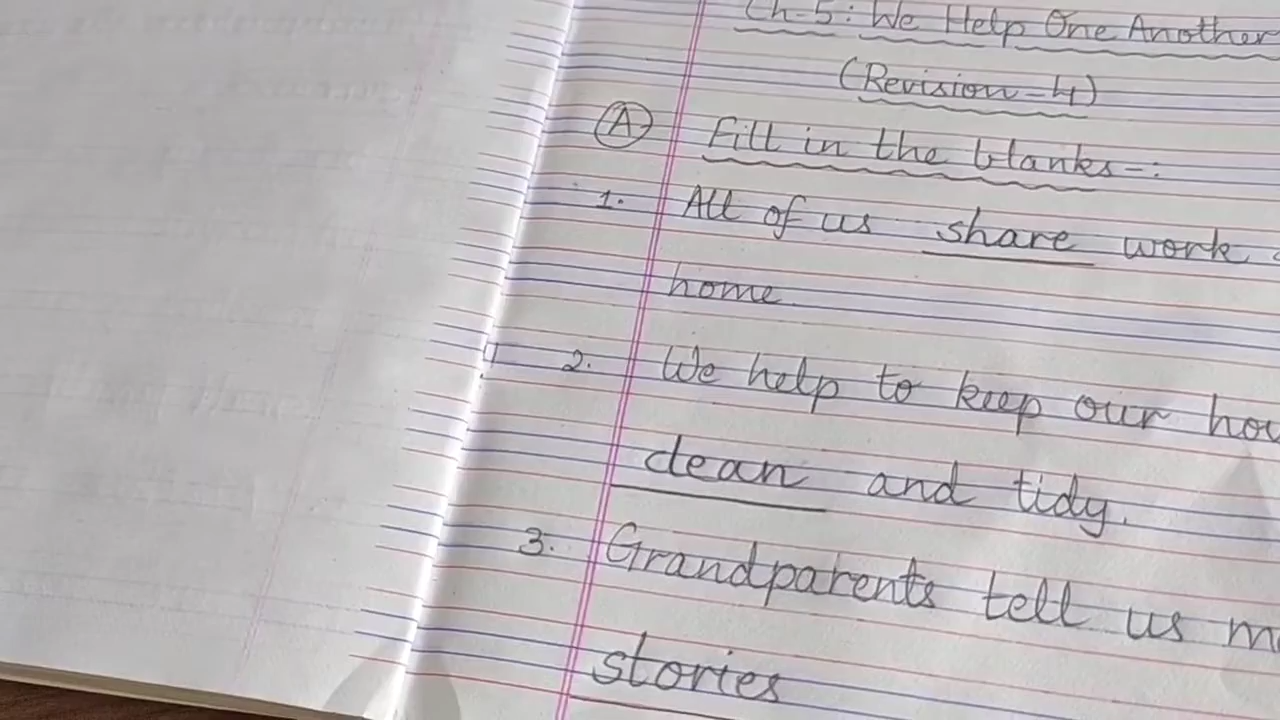 Ch-5: We Help One Another
(Revision-4)
A Fill in the blanks-:
1. All of us share work
home
2. We help to keep our
clean and tidy.
3. Grandparents tell us
stories